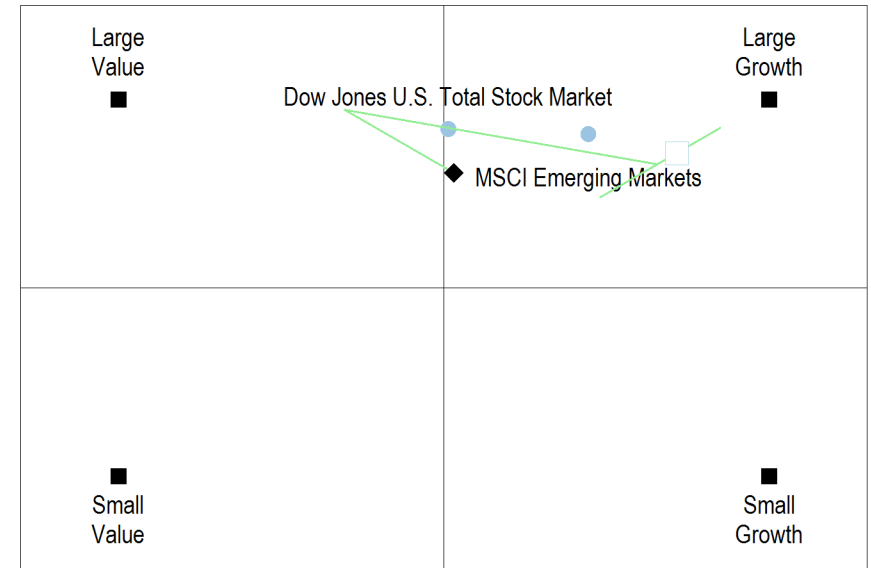 Large
Value
Large
Growth
Dow Jones U.S. Total Stock Market
MSCI Emerging Markets
Small
Value
Small
Growth